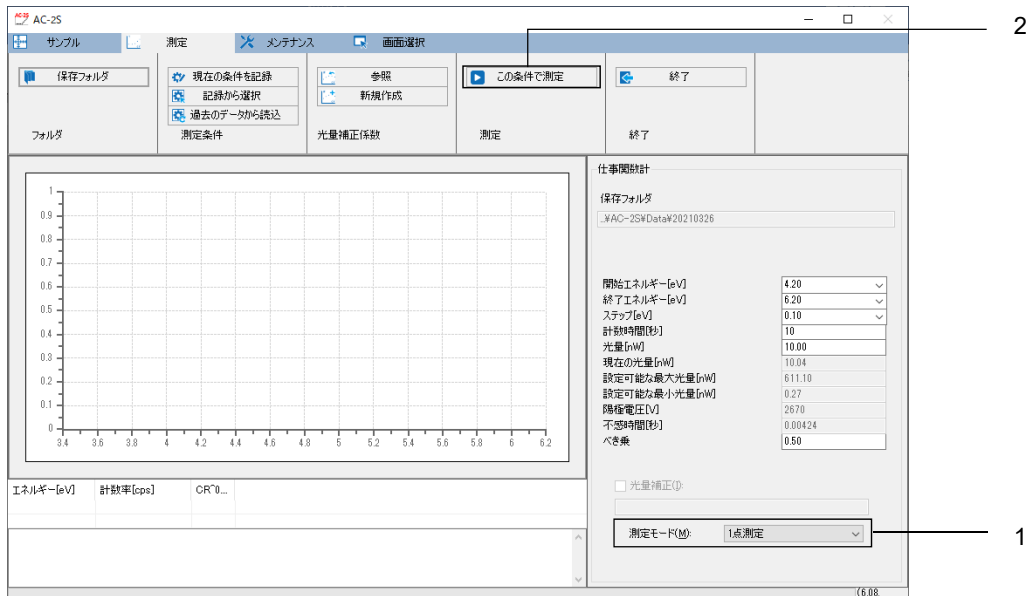 AC-2S
2
サンプル 測定 メンテナンス 画面選択
保存フォルダ 現在の条件を記録 参照 この条件で測定 終了
記録から選択 新規作成
過去のデータから読込
フォルダ 測定条件 光量補正係数 測定 終了
仕事関数計
保存フォルダ
..¥AC-2S¥Data¥20210326
1
0.9
0.8
0.7
0.6
0.5
0.4
0.3
0.2
0.1
0
3.4 3.6 3.8 4 4.2 4.4 4.6 4.8 5 5.2 5.4 5.6 5.8 6 6.2
開始エネルギー[eV] 4.20
終了エネルギー[eV] 6.20
ステップ[eV] 0.10
計数時間[秒] 10
光量[nW] 10.00
現在の光量[nW] 10.04
設定可能な最大光量[nW] 611.10
設定可能な最小光量[nW] 0.27
陽極電圧[V] 2670
不感時間[秒] 0.00424
べき乗 0.50
エネルギー[eV] 計数率[cps] CR^0...
光量補正(I):
測定モード(M): 1点測定
1
(6.08,